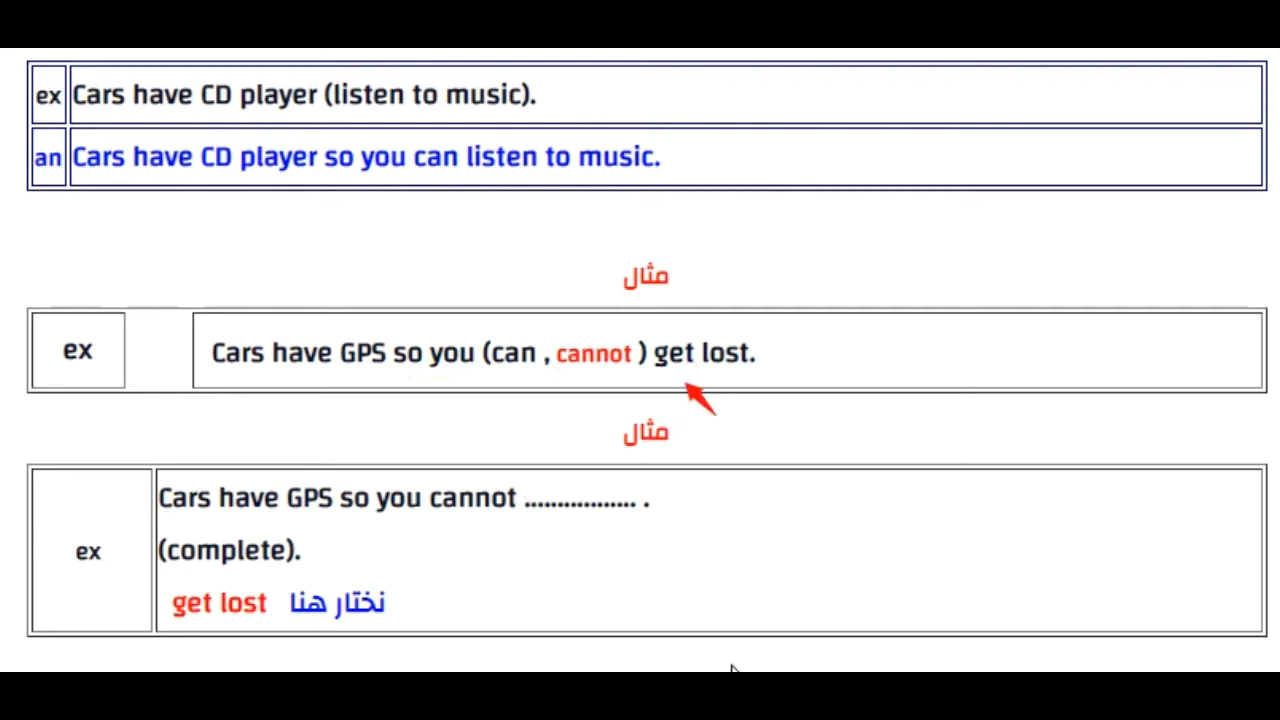 ex Cars have CD player (listen to music).
an Cars have CD player so you can listen to music.
مثال
ex Cars have GPS so you (can , cannot ) get lost.
مثال
Cars have GPS so you cannot ................. .
ex (complete).
get lost نختار هنا